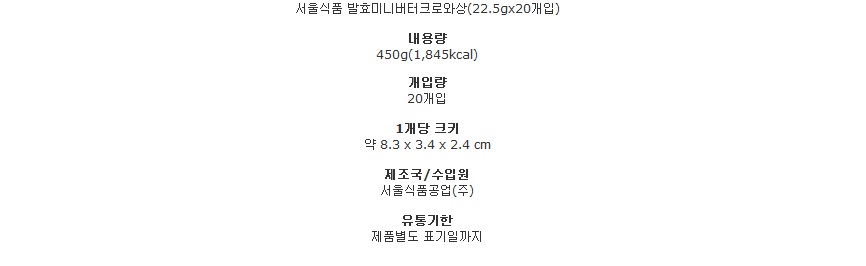 서울식품 발효미니버터크로와상(22.5gx20개입)
내용량
450g(1,845kcal)
개입량
20개입
1개당 크키
약 8.3 x 3.4 x 2.4 cm
제조국/수입원
서울식품공업(주)
유통기한
제품별도 표기일까지